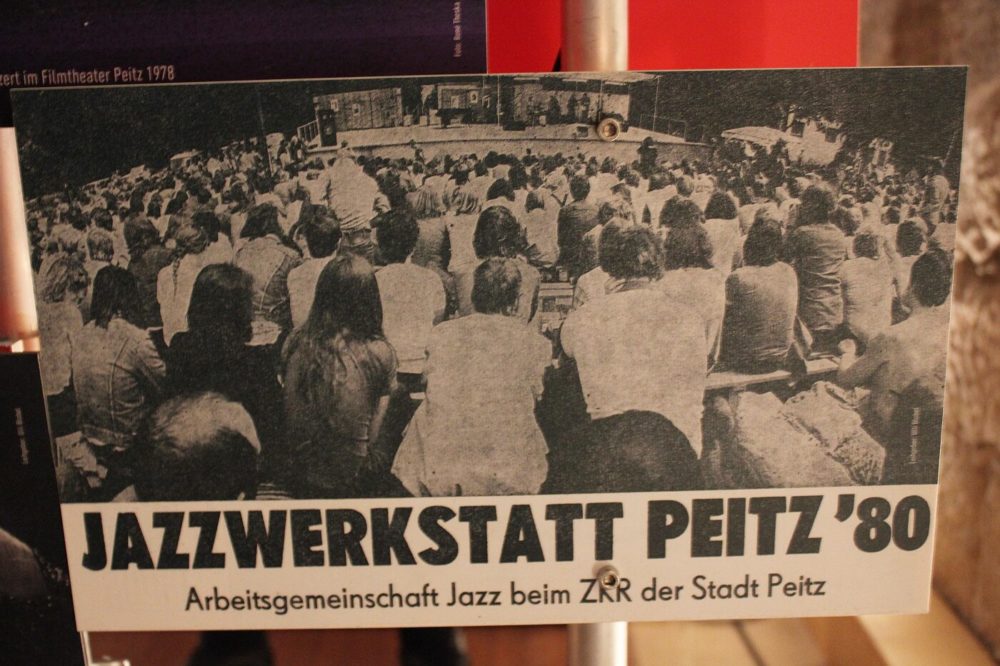 zert im Filmtheater Peitz 1978
JAZZWERKSTATT PEITZ '80
Arbeitsgemeinschaft Jazz beim ZKR der Stadt Peitz